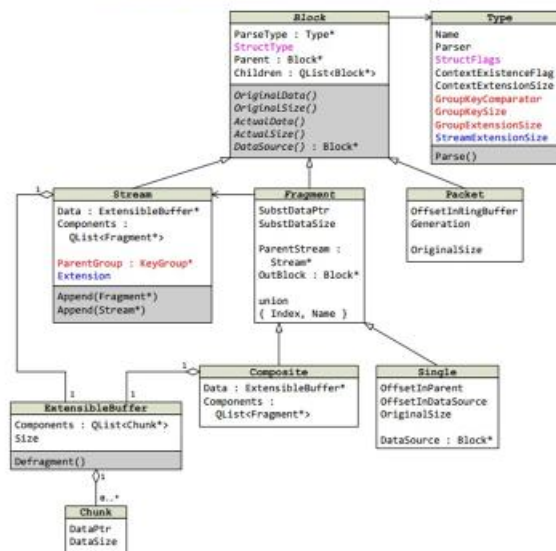 Block
ParseType : Type*
StructType
Parent : Block*
Children : QList<Block*>
OriginalData()
OriginalSize()
ActualData()
ActualSize()
DataSource() : Block*
Type
Name
Parser
StructFlags
ContextExistenceFlag
ContextExtensionSize
GroupKeyComparator
GroupKeySize
GroupExtensionSize
StreamExtensionSize
Parse()
1
Stream
Data : ExtensibleBuffer*
Components :
QList<Fragment*>
ParentGroup : KeyGroup*
Extension
Append(Fragment*)
Append(Stream*)
Fragment
SubstDataPtr
SubstDataSize
ParentStream :
Stream*
OutBlock : Block*
union
{ Index, Name }
Packet
OffsetInRingBuffer
Generation
OriginalSize
1
Composite
Data : ExtensibleBuffer*
Components :
QList<Fragment*>
Single
OffsetInParent
OffsetInDataSource
OriginalSize
DataSource : Block*
1
1
ExtensibleBuffer
Components : QList<Chunk*>
Size
Defragment()
1
0..*
Chunk
DataPtr
DataSize